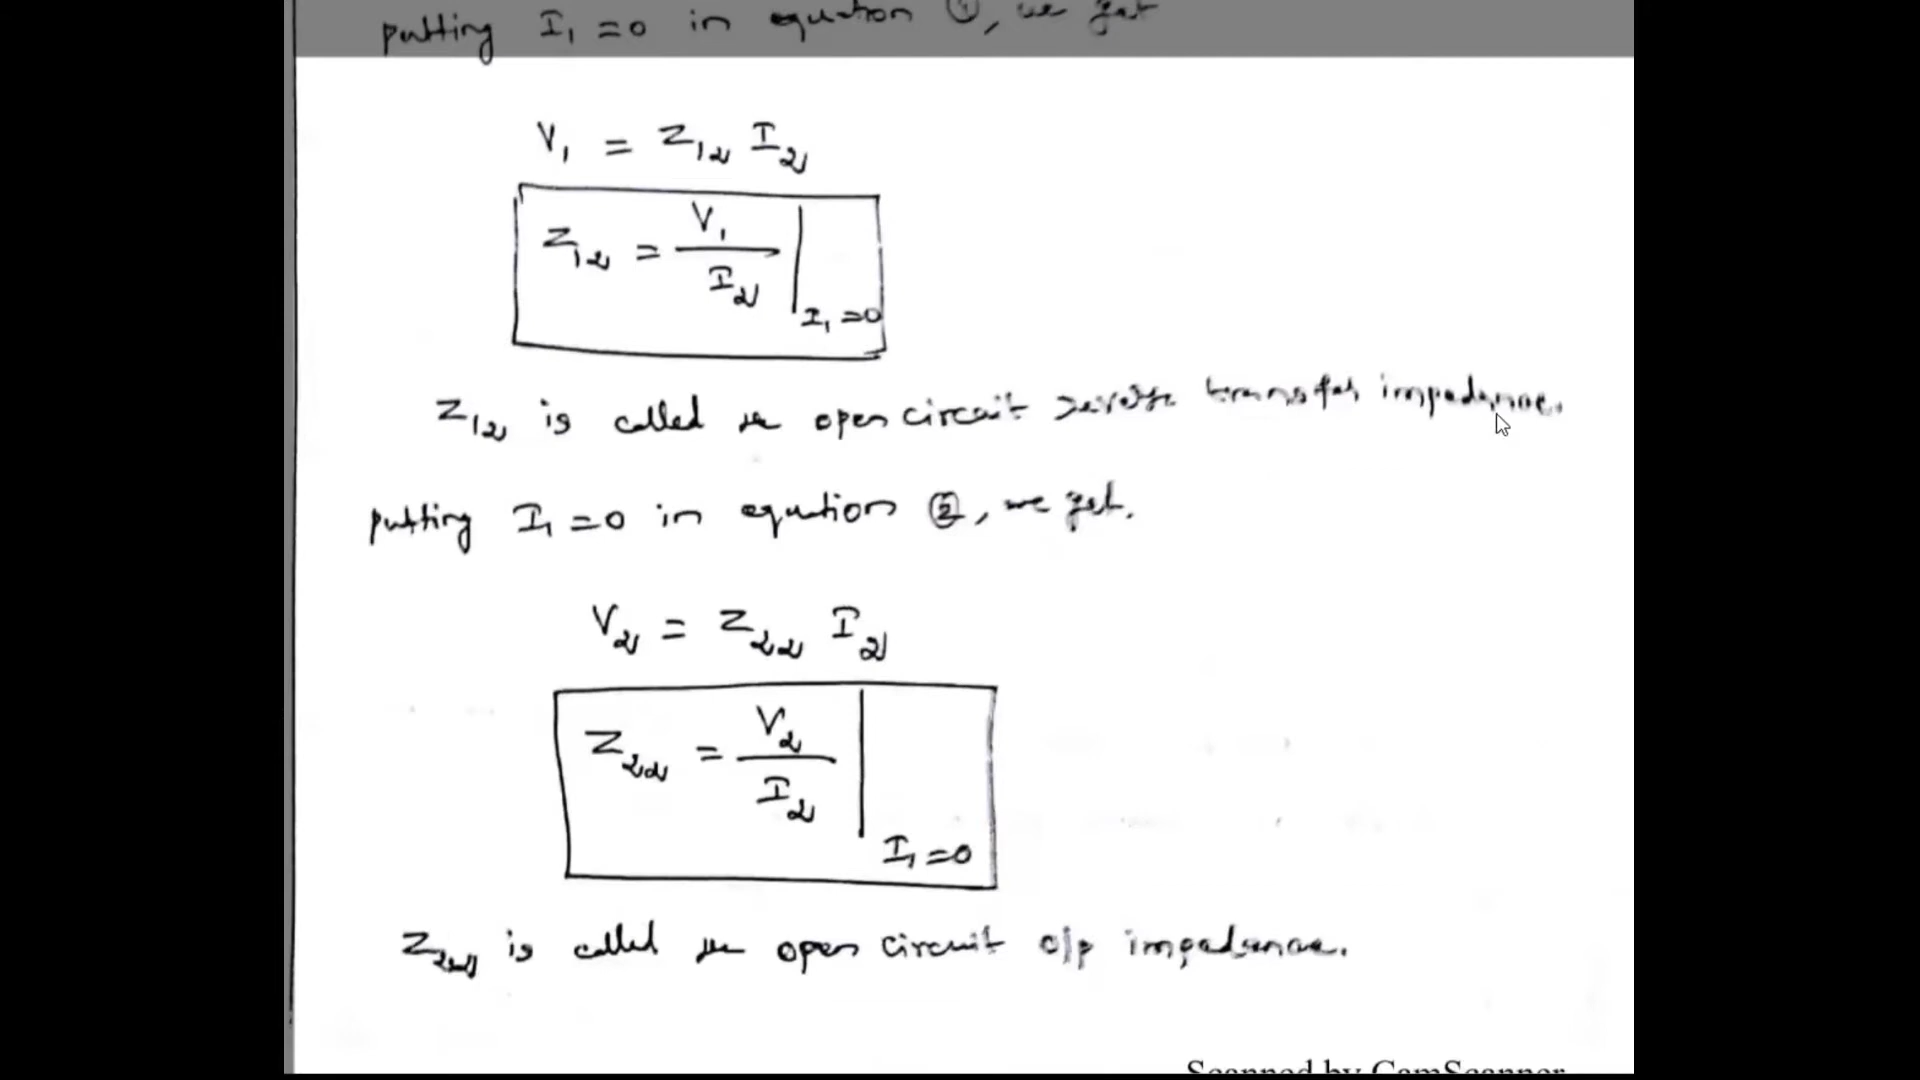 putting I₁ = 0 in equation ①, we get
V₁ = Z₁₂ I₂
Z₁₂ = V₁ / I₂ | I₁ = 0
Z₁₂ is called the open circuit reverse transfer impedance.
putting I₁ = 0 in equation ②, we get.
V₂ = Z₂₂ I₂
Z₂₂ = V₂ / I₂ | I₁ = 0
Z₂₂ is called the open circuit o/p impedance.
Scanned by CamScanner